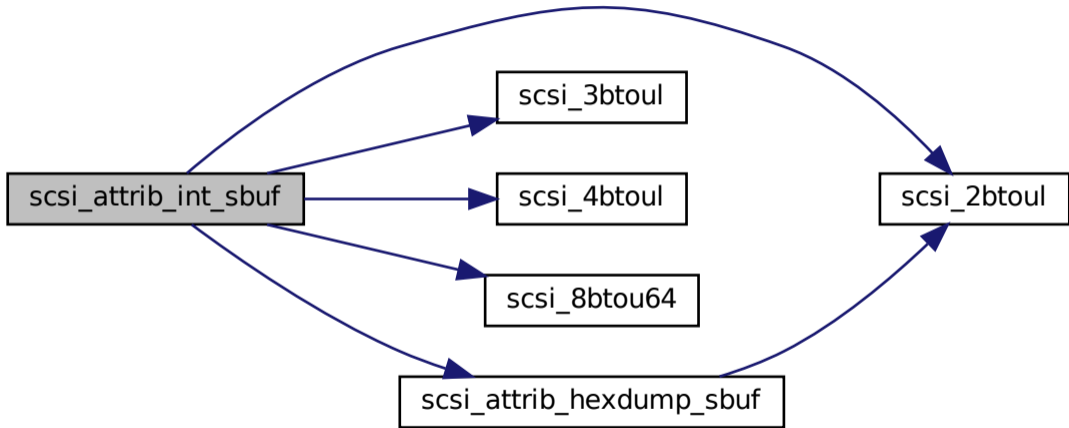 scsi_3btoul
scsi_attrib_int_sbuf
scsi_4btoul
scsi_2btoul
scsi_8btou64
scsi_attrib_hexdump_sbuf